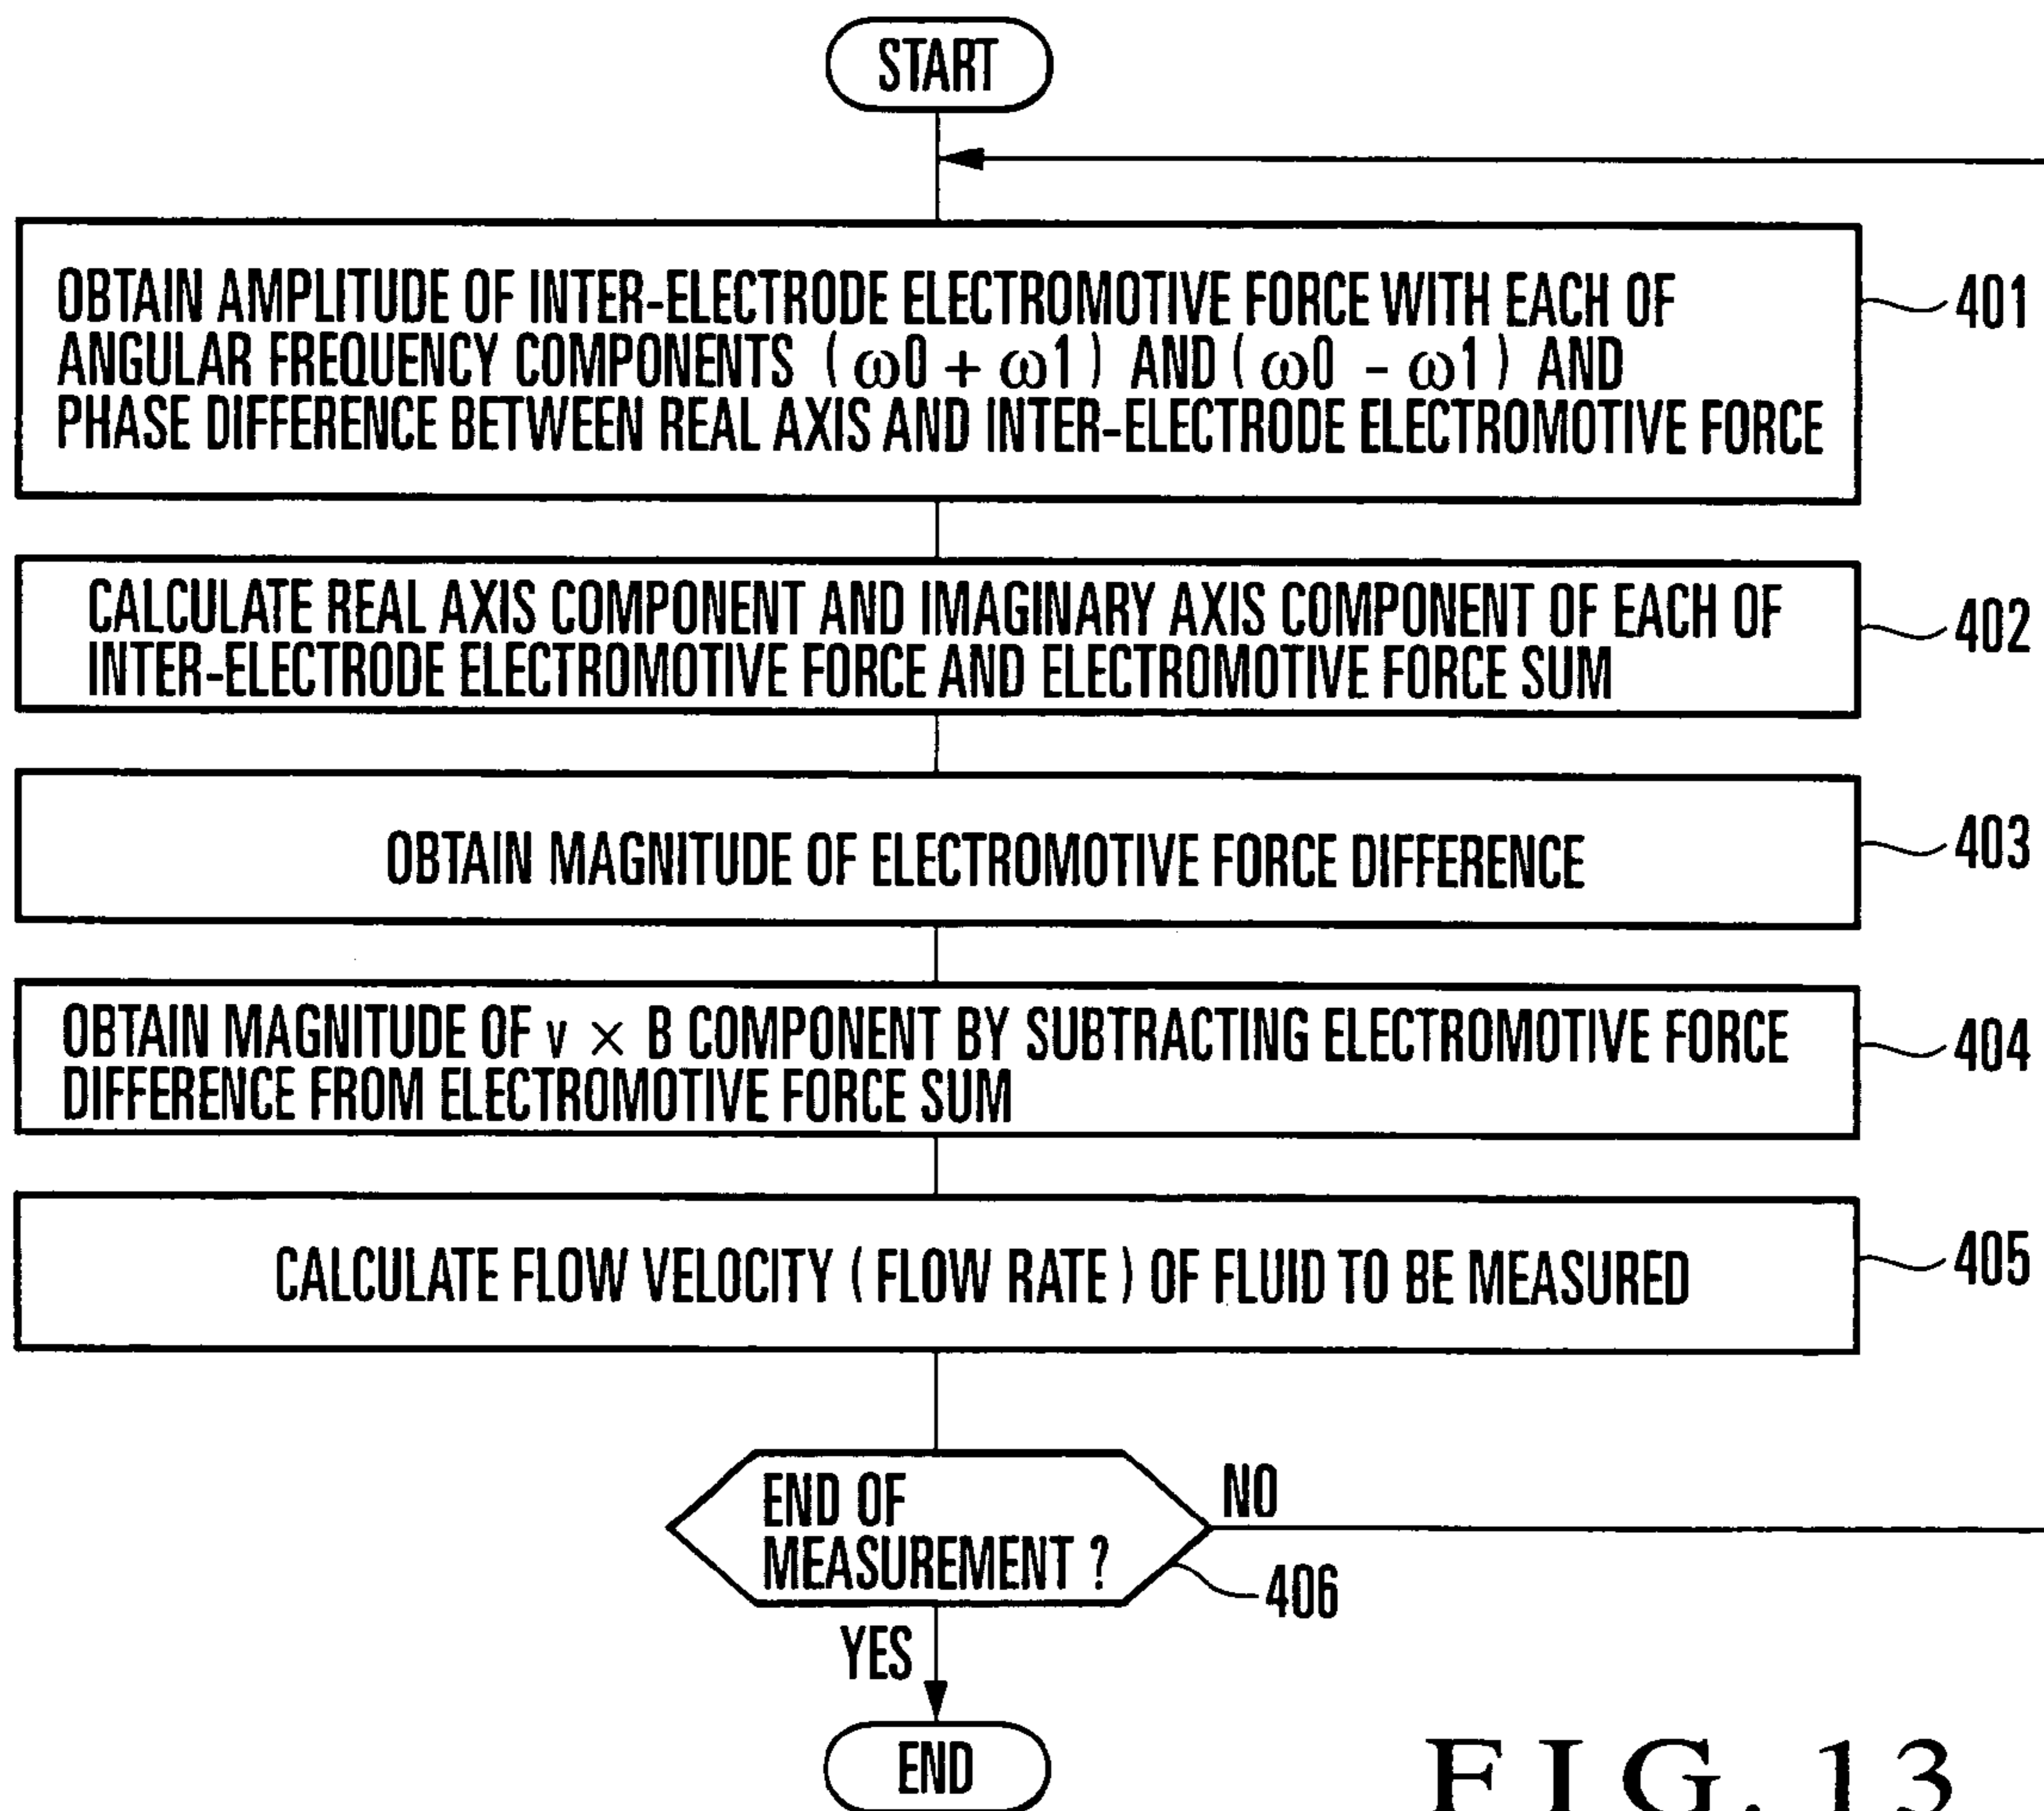 START
OBTAIN AMPLITUDE OF INTER-ELECTRODE ELECTROMOTIVE FORCE WITH EACH OF
ANGULAR FREQUENCY COMPONENTS ( ω0 + ω1 ) AND ( ω0 - ω1 ) AND
PHASE DIFFERENCE BETWEEN REAL AXIS AND INTER-ELECTRODE ELECTROMOTIVE FORCE
401
CALCULATE REAL AXIS COMPONENT AND IMAGINARY AXIS COMPONENT OF EACH OF
INTER-ELECTRODE ELECTROMOTIVE FORCE AND ELECTROMOTIVE FORCE SUM
402
OBTAIN MAGNITUDE OF ELECTROMOTIVE FORCE DIFFERENCE
403
OBTAIN MAGNITUDE OF v × B COMPONENT BY SUBTRACTING ELECTROMOTIVE FORCE
DIFFERENCE FROM ELECTROMOTIVE FORCE SUM
404
CALCULATE FLOW VELOCITY ( FLOW RATE ) OF FLUID TO BE MEASURED
405
END OF
MEASUREMENT ?
NO
406
YES
END
FIG. 13